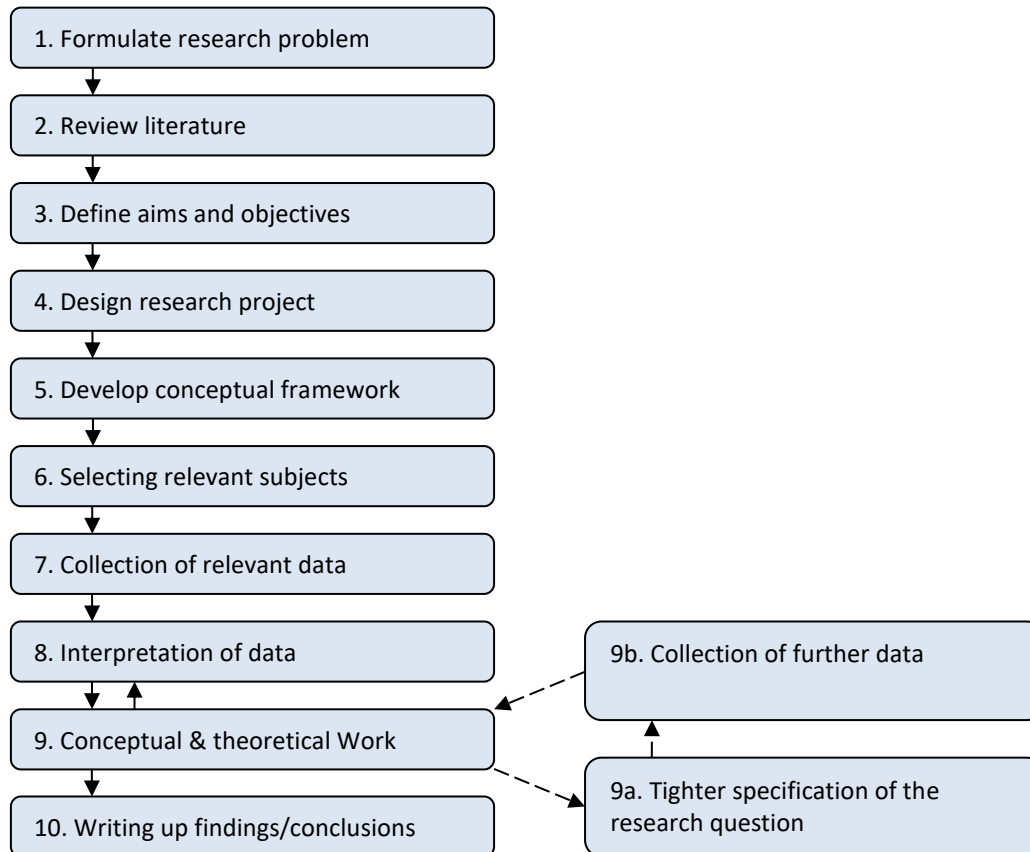 1. Formulate research problem
2. Review literature
3. Define aims and objectives
4. Design research project
5. Develop conceptual framework
6. Selecting relevant subjects
7. Collection of relevant data
8. Interpretation of data
9b. Collection of further data
9. Conceptual & theoretical Work
9a. Tighter specification of the
research question
10. Writing up findings/conclusions